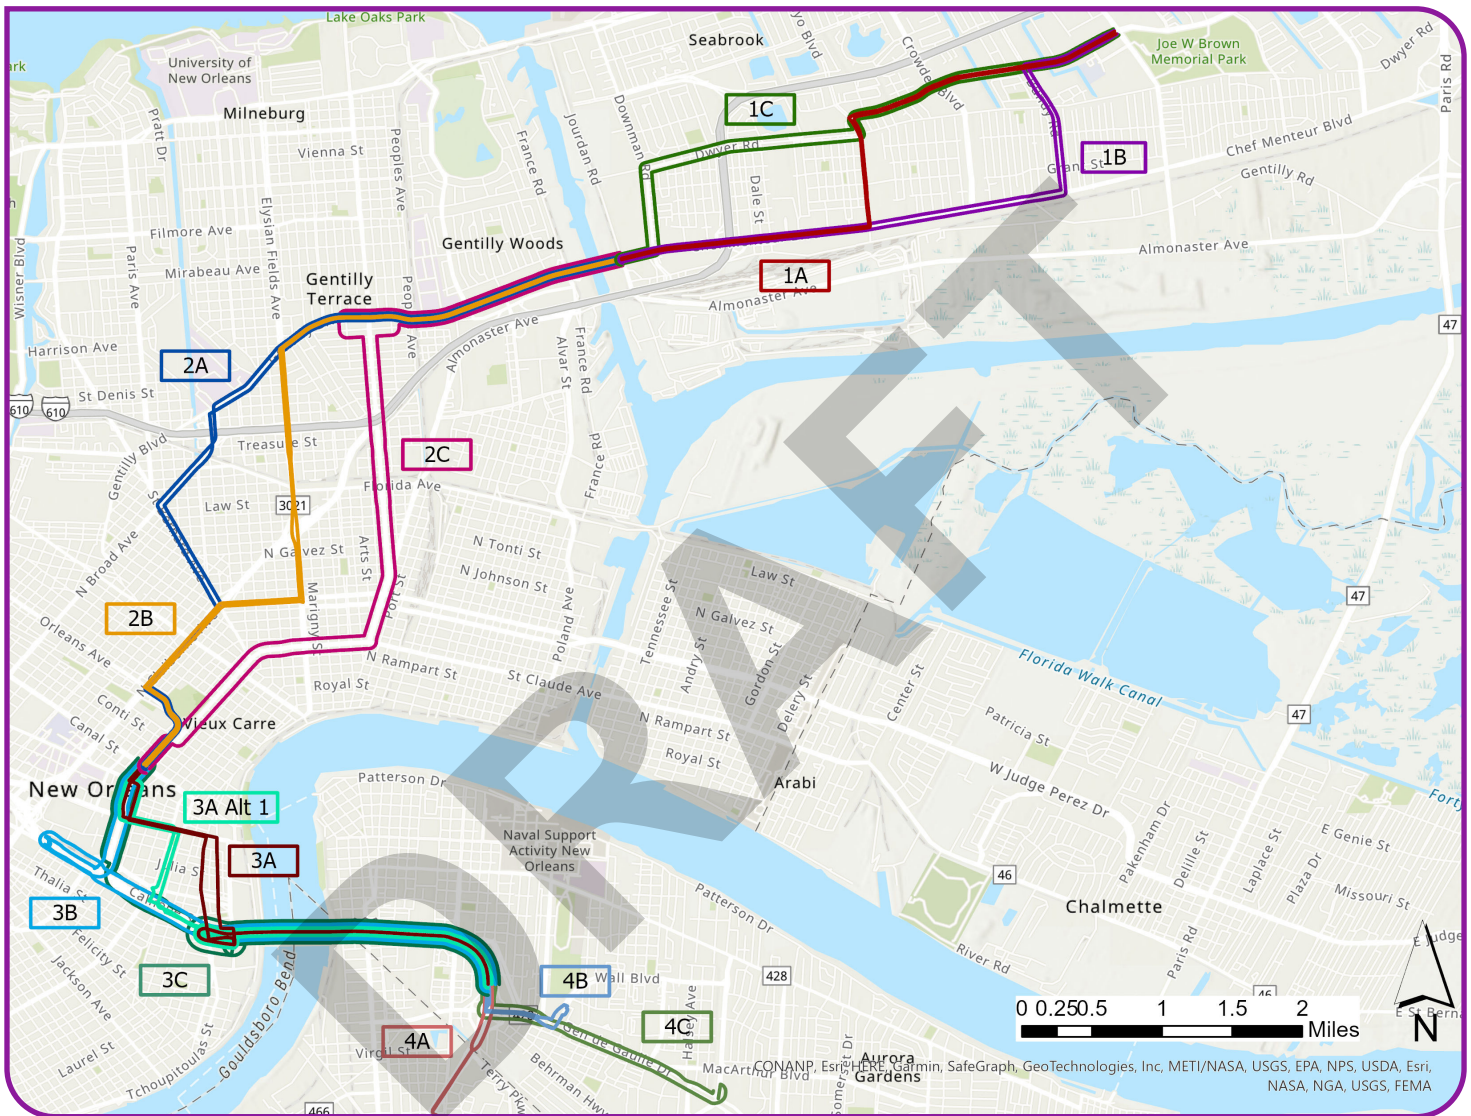 Lake Oaks Park
Seabrook
Joe W Brown
Memorial Park
Dwyer Rd
Paris Rd
University of
New Orleans
Milneburg
Pratt Dr
Vienna St
Peoples Ave
France Rd
Jourdan Rd
Downman Rd
Crowder Blvd
1C
Dwyer Rd
Dale St
1B
Chef Menteur Blvd
Gentilly Rd
Grant St
Filmore Ave
Elysian Fields Ave
Paris Ave
Wisner Blvd
Mirabeau Ave
Gentilly Woods
Gentilly
Terrace
1A
Almonaster Ave
Almonaster Ave
Almonaster Ave
Harrison Ave
2A
St Denis St
610
610
47
Alvar St
France Rd
Treasure St
2C
Gentilly Blvd
Florida Ave
France Rd
Law St
3021
N Broad Ave
N Galvez St
Arts St
Port St
N Tonti St
N Johnson St
Poland Ave
Law St
Tennessee St
N Galvez St
47
2B
Marigny St
Orleans Ave
N Rampart St
St Claude Ave
Andry St
Gordon St
Delery St
Center St
Florida Walk Canal
Royal St
Conti St
Canal St
Vieux Carre
N Rampart St
Royal St
Patricia St
47
New Orleans
Patterson Dr
Arabi
W Judge Perez Dr
3A Alt 1
Naval Support
Activity New
Orleans
3A
Julia St
Thalia St
3B
Pakenham Dr
Delille St
Laplace St
Plaza Dr
E Genie St
Missouri St
46
Chalmette
Patterson Dr
Felicity St
Jackson Ave
3C
Gouldsboro Bend
River Rd
Paris Rd
4B
Wall Blvd
428
46
4A
4C
Halsey Ave
Gen de Gaulle Dr
Virgil St
Laurel St
Tchoupitoulas St
Behrman Hwy
Terry Pkwy
MacArthur Blvd
Aurora
Gardens
466
0 0.25 0.5 1 1.5 2
Miles
N
CONANP, Esri, HERE, Garmin, SafeGraph, GeoTechnologies, Inc, METI/NASA, USGS, EPA, NPS, USDA, Esri,
NASA, NGA, USGS, FEMA
DRAFT